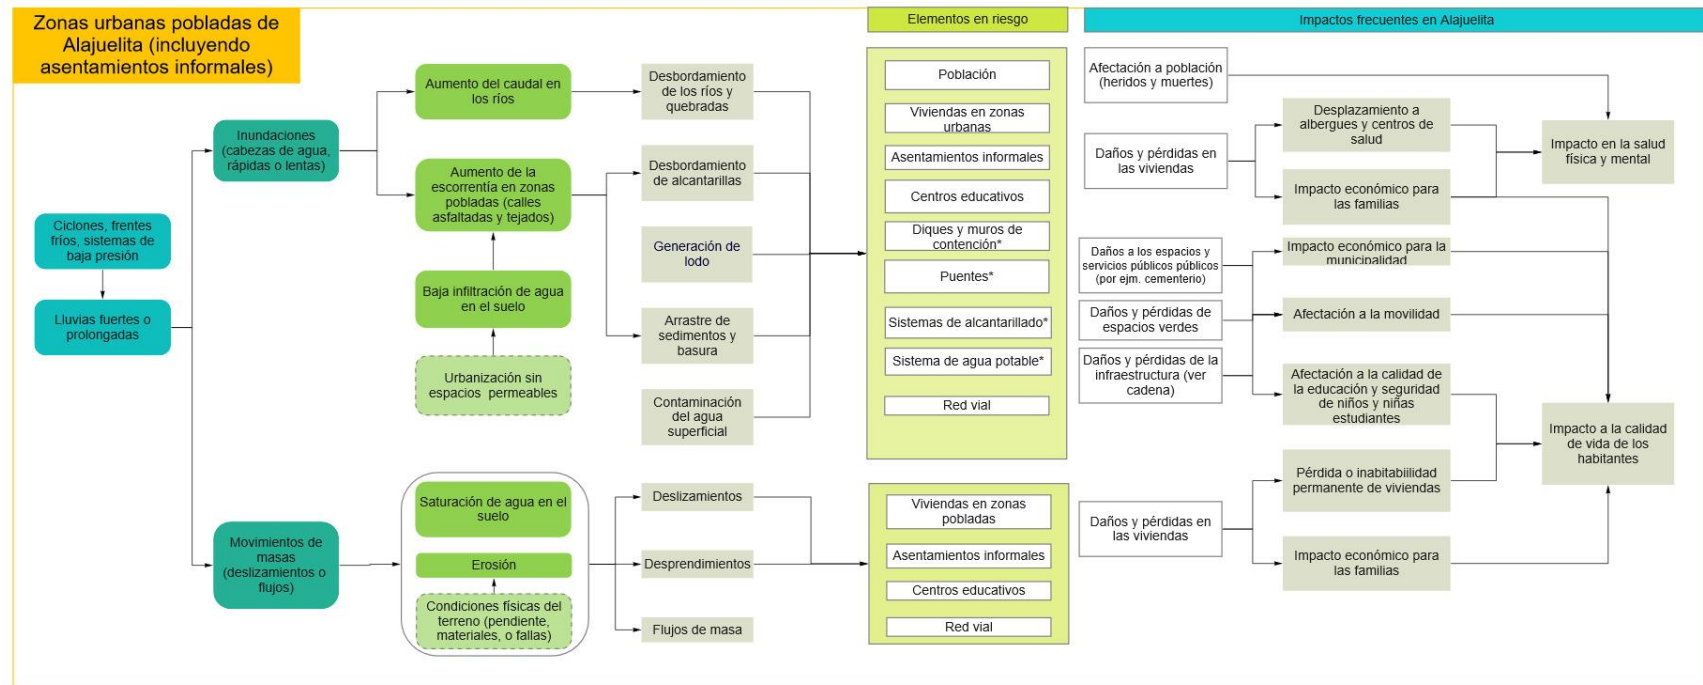 Zonas urbanas pobladas de
Alajuelita (incluyendo
asentamientos informales)
Elementos en riesgo
Impactos frecuentes en Alajuelita
Ciclones, frentes
fríos, sistemas de
baja presión
Lluvias fuertes o
prolongadas
Inundaciones
(cabezas de agua,
rápidas o lentas)
Movimientos de
masas
(deslizamientos o
flujos)
Aumento del caudal en
los ríos
Aumento de la
escorrentía en zonas
pobladas (calles
asfaltadas y tejados)
Baja infiltración de agua
en el suelo
Urbanización sin
espacios permeables
Saturación de agua en el
suelo
Erosión
Condiciones físicas del
terreno (pendiente,
materiales, o fallas)
Desbordamiento
de los ríos y
quebradas
Desbordamiento
de alcantarillas
Generación de
lodo
Arrastre de
sedimentos y
basura
Contaminación
del agua
superficial
Deslizamientos
Desprendimientos
Flujos de masa
Población
Viviendas en zonas
urbanas
Asentamientos informales
Centros educativos
Diques y muros de
contención*
Puentes*
Sistemas de alcantarillado*
Sistema de agua potable*
Red vial
Viviendas en zonas
pobladas
Asentamientos informales
Centros educativos
Red vial
Afectación a población
(heridos y muertes)
Daños y pérdidas en
las viviendas
Daños a los espacios y
servicios públicos públicos
(por ejm. cementerio)
Daños y pérdidas de
espacios verdes
Daños y pérdidas de la
infraestructura (ver
cadena)
Daños y pérdidas en
las viviendas
Desplazamiento a
albergues y centros de
salud
Impacto económico para
las familias
Impacto económico para la
municipalidad
Afectación a la movilidad
Afectación a la calidad de
la educación y seguridad
de niños y niñas
estudiantes
Pérdida o inabitabiilidad
permanente de viviendas
Impacto económico para
las familias
Impacto en la salud
física y mental
Impacto a la calidad
de vida de los
habitantes